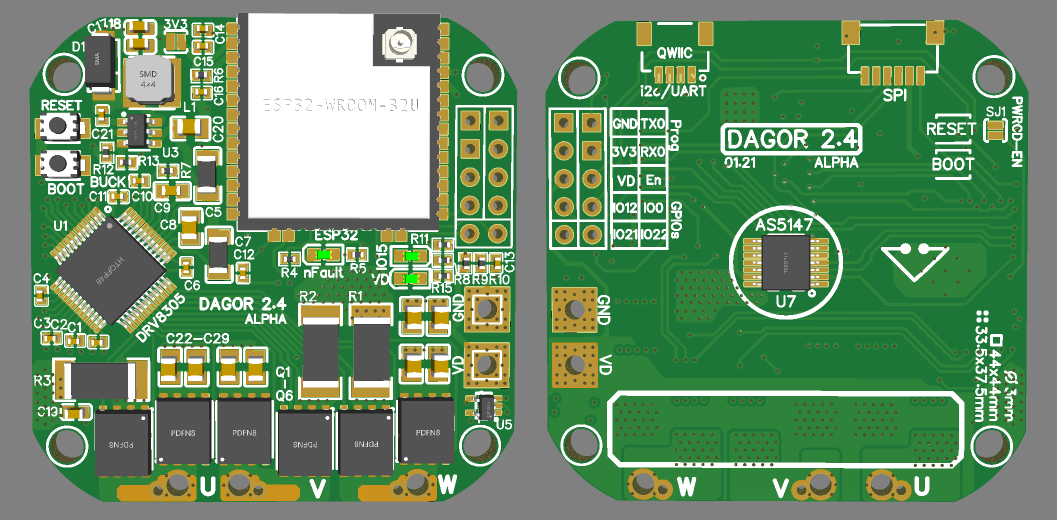 C17
L18
3V3
C14
D1
SMA
SMD
4x4
C15
R6
C16
ESP32-WROOM-32U
RESET
L1
C20
C21
U3
R12
R13
R7
BOOT
BUCK
C11
C10
C9
C5
U1
C8
C7
C12
C6
HTQFP48
DRV8305
ESP32
R4
nFault
R5
IO15
VD
R11
R15
R8
R9
R10
C13
C4
C3
C2
C1
DAGOR 2.4
ALPHA
R2
R1
GND
VD
C22-C29
R3
Q1
-
Q6
C13
U5
PDFN8
PDFN8
PDFN8
PDFN8
PDFN8
PDFN8
U
V
W
QWIIC
i2c/UART
SPI
GND TX0
3V3 RX0
VD En
IO12 IO0
IO21 IO22
Prog
GPIOs
DAGOR 2.4
01-21
ALPHA
RESET
BOOT
SJ1
PWRCD-EN
AS5147
U7
GND
VD
33.5x37.5mm
44x44mm
Ø 3mm
W
V
U